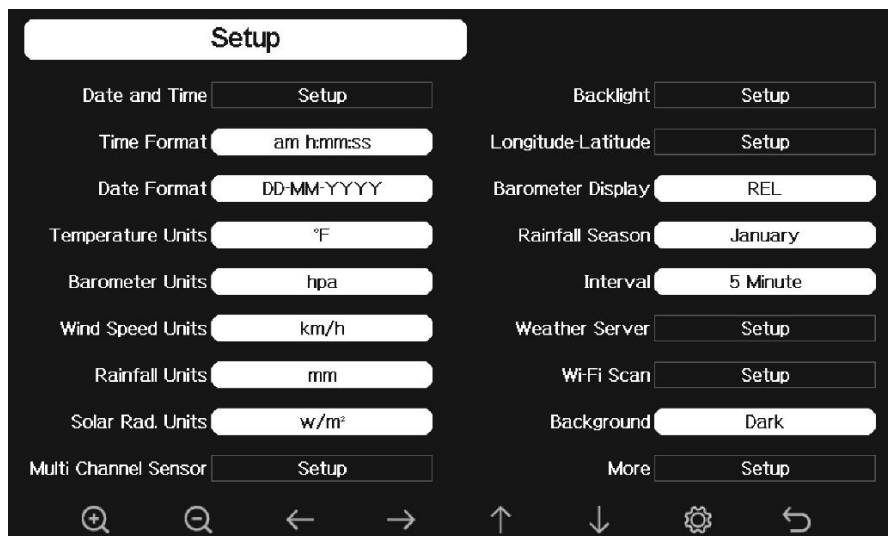 Setup
Date and Time Setup
Time Format am h:mm:ss
Date Format DD-MM-YYYY
Temperature Units °F
Barometer Units hpa
Wind Speed Units km/h
Rainfall Units mm
Solar Rad. Units w/m²
Multi Channel Sensor Setup
Backlight Setup
Longitude-Latitude Setup
Barometer Display REL
Rainfall Season January
Interval 5 Minute
Weather Server Setup
Wi-Fi Scan Setup
Background Dark
More Setup